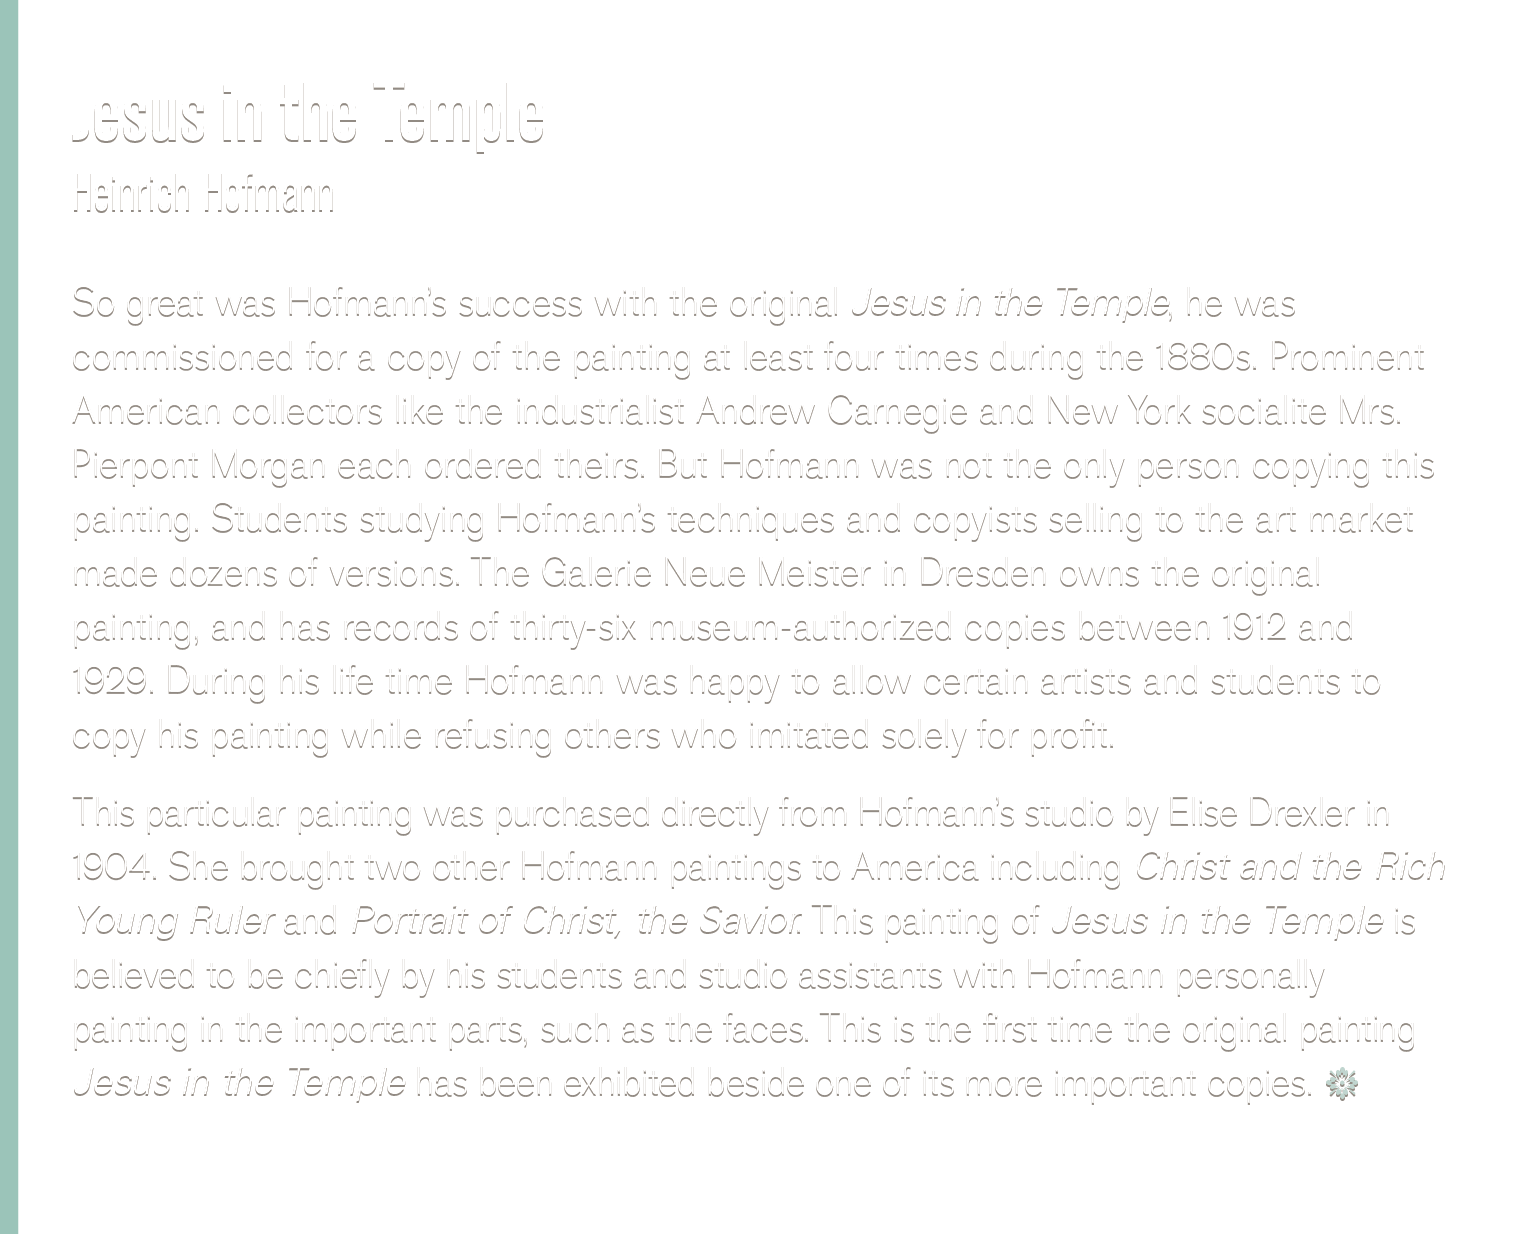 Jesus in the Temple
Heinrich Hofmann
So great was Hofmann's success with the original Jesus in the Temple, he was
commissioned for a copy of the painting at least four times during the 1880s. Prominent
American collectors like the industrialist Andrew Carnegie and New York socialite Mrs.
Pierpont Morgan each ordered theirs. But Hofmann was not the only person copying this
painting. Students studying Hofmann's techniques and copyists selling to the art market
made dozens of versions. The Galerie Neue Meister in Dresden owns the original
painting, and has records of thirty-six museum-authorized copies between 1912 and
1929. During his life time Hofmann was happy to allow certain artists and students to
copy his painting while refusing others who imitated solely for profit.
This particular painting was purchased directly from Hofmann's studio by Elise Drexler in
1904. She brought two other Hofmann paintings to America including Christ and the Rich
Young Ruler and Portrait of Christ, the Savior. This painting of Jesus in the Temple is
believed to be chiefly by his students and studio assistants with Hofmann personally
painting in the important parts, such as the faces. This is the first time the original painting
Jesus in the Temple has been exhibited beside one of its more important copies.